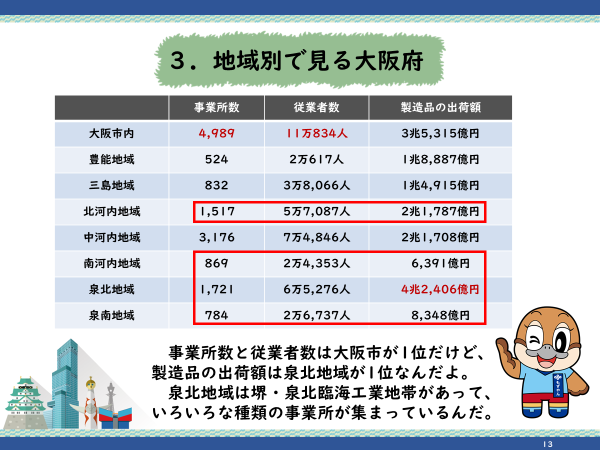 ３．地域別で見る大阪府
事業所数 従業者数 製造品の出荷額
大阪市内 4,989 11万834人 3兆5,315億円
豊能地域 524 2万617人 1兆8,887億円
三島地域 832 3万8,066人 1兆4,915億円
北河内地域 1,517 5万7,087人 2兆1,787億円
中河内地域 3,176 7万4,846人 2兆1,708億円
南河内地域 869 2万4,353人 6,391億円
泉北地域 1,721 6万5,276人 4兆2,406億円
泉南地域 784 2万6,737人 8,348億円
事業所数と従業者数は大阪市が1位だけど、
製造品の出荷額は泉北地域が1位なんだよ。
泉北地域は堺・泉北臨海工業地帯があって、
いろいろな種類の事業所が集まっているんだ。
13